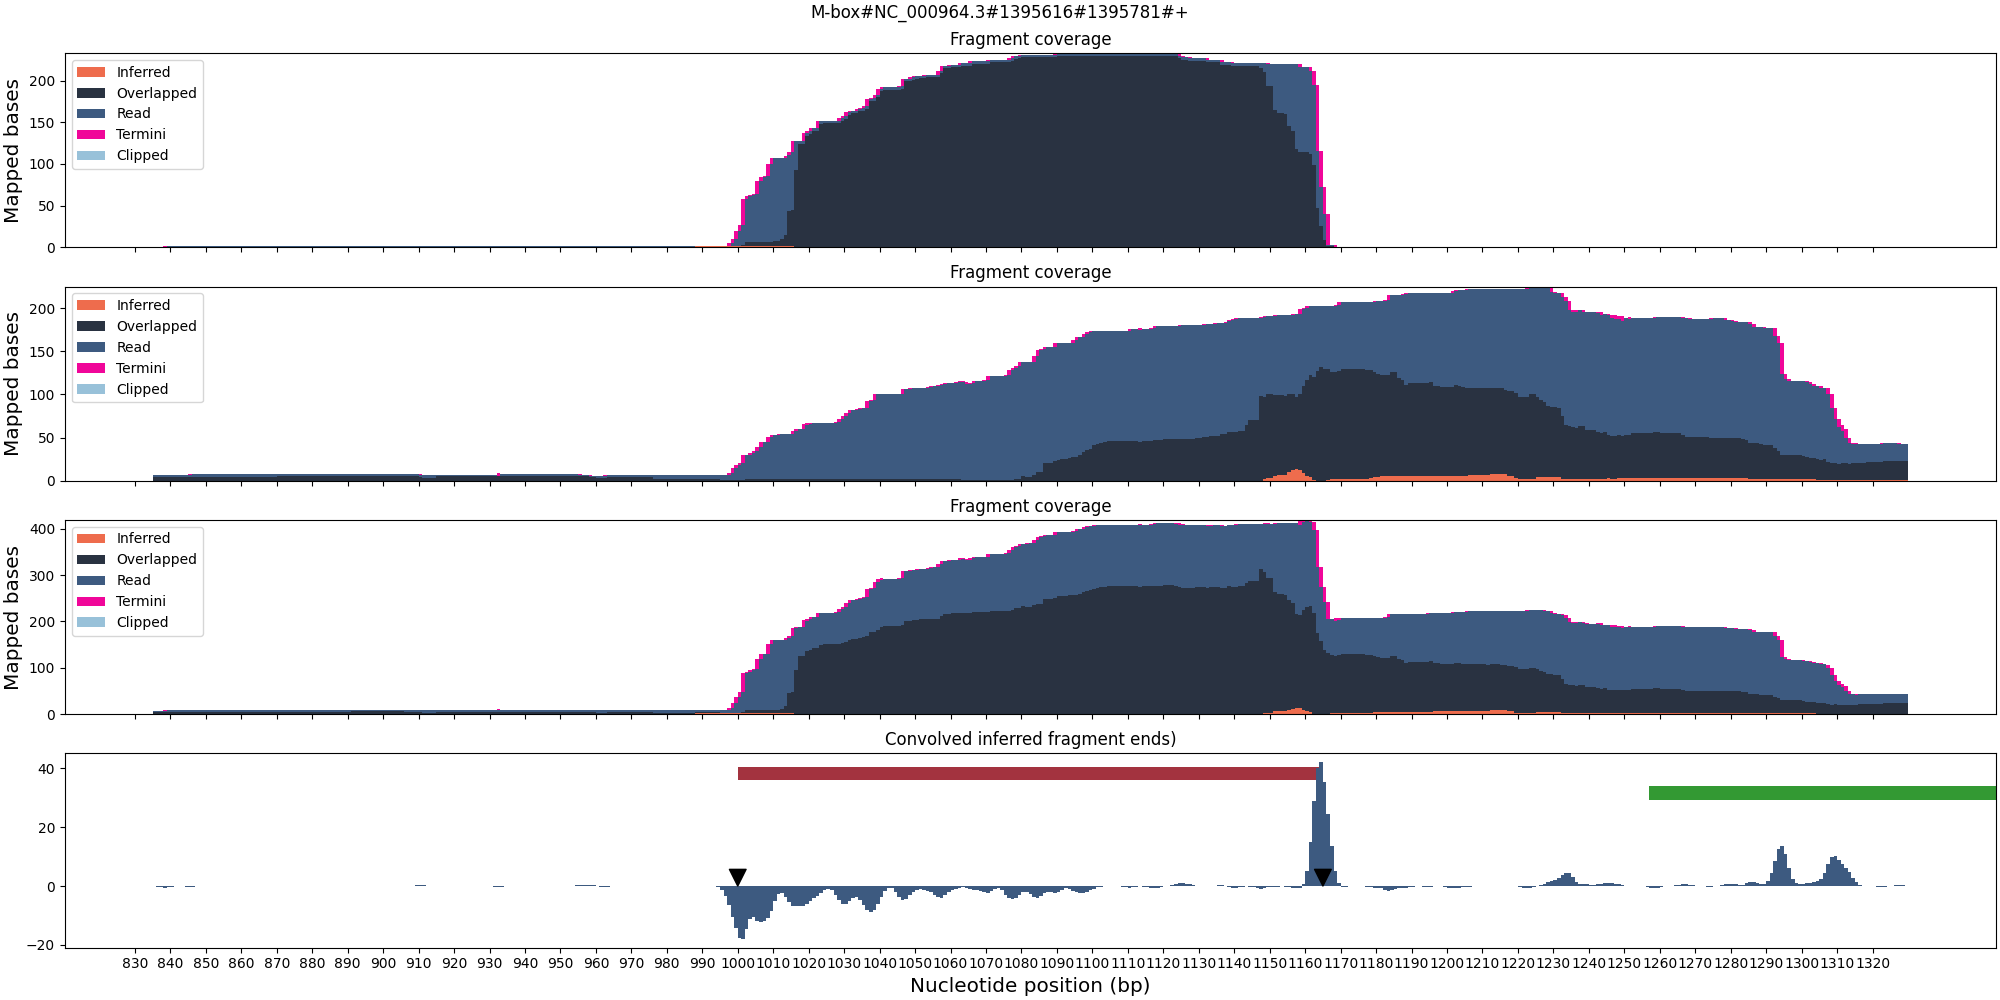 M-box#NC_000964.3#1395616#1395781#+
Fragment coverage
Mapped bases
200
150
100
50
0
Inferred
Overlapped
Read
Termini
Clipped
Fragment coverage
Mapped bases
200
150
100
50
0
Inferred
Overlapped
Read
Termini
Clipped
Fragment coverage
Mapped bases
400
300
200
100
0
Inferred
Overlapped
Read
Termini
Clipped
Convolved inferred fragment ends)
40
20
0
−20
830 840 850 860 870 880 890 900 910 920 930 940 950 960 970 980 990 1000 1010 1020 1030 1040 1050 1060 1070 1080 1090 1100 1110 1120 1130 1140 1150 1160 1170 1180 1190 1200 1210 1220 1230 1240 1250 1260 1270 1280 1290 1300 1310 1320
Nucleotide position (bp)